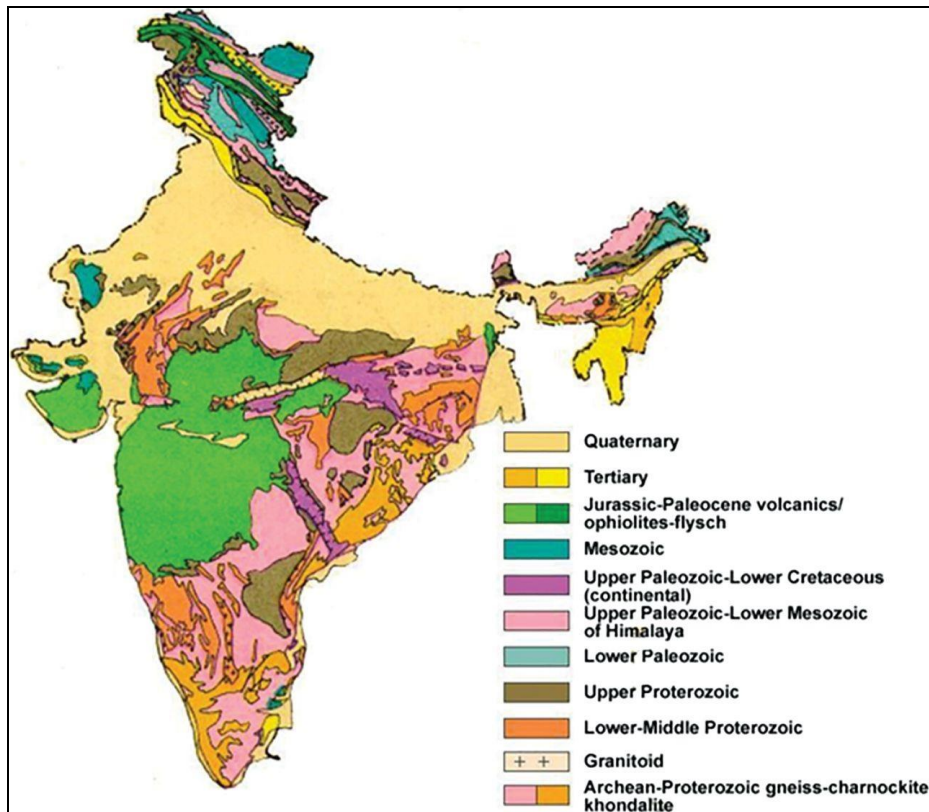 Quaternary
Tertiary
Jurassic-Paleocene volcanics/
ophiolites-flysch
Mesozoic
Upper Paleozoic-Lower Cretaceous
(continental)
Upper Paleozoic-Lower Mesozoic
of Himalaya
Lower Paleozoic
Upper Proterozoic
Lower-Middle Proterozoic
Granitoid
Archean-Proterozoic gneiss-charnockite
khondalite